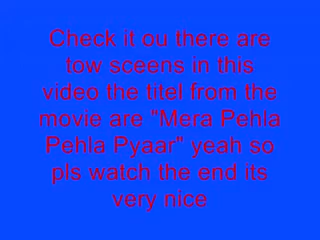 Check it ou there are
tow sceens in this
video the titel from the
movie are "Mera Pehla
Pehla Pyaar" yeah so
pls watch the end its
very nice